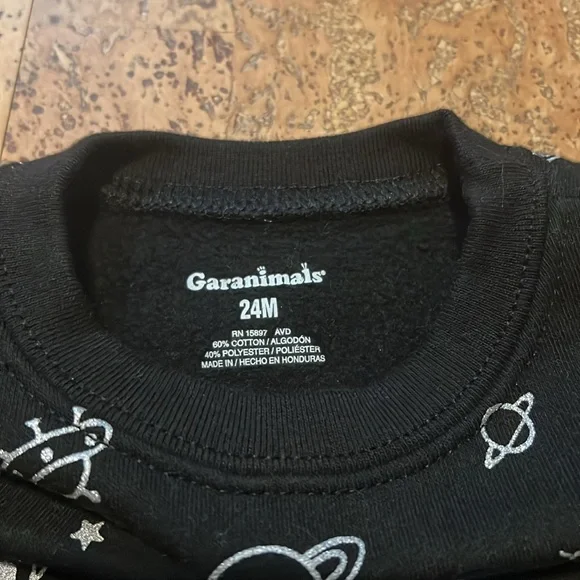 Garanimals®
24M
RN 15897 AVD
60% COTTON / ALGODÓN
40% POLYESTER / POLIÉSTER
MADE IN / HECHO EN HONDURAS